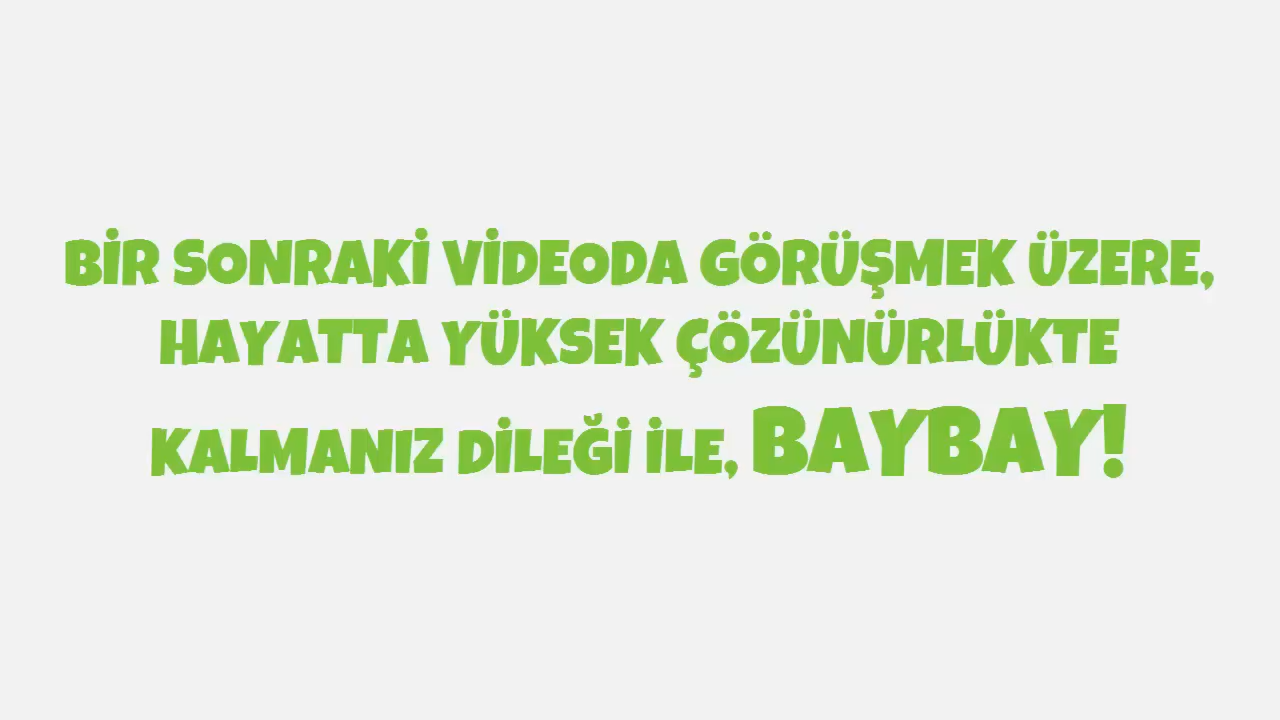 BİR SONRAKİ VİDEODA GÖRÜŞMEK ÜZERE,
HAYATTA YÜKSEK ÇÖZÜNÜRLÜKTE
KALMANIZ DİLEĞİ İLE, BAYBAY!